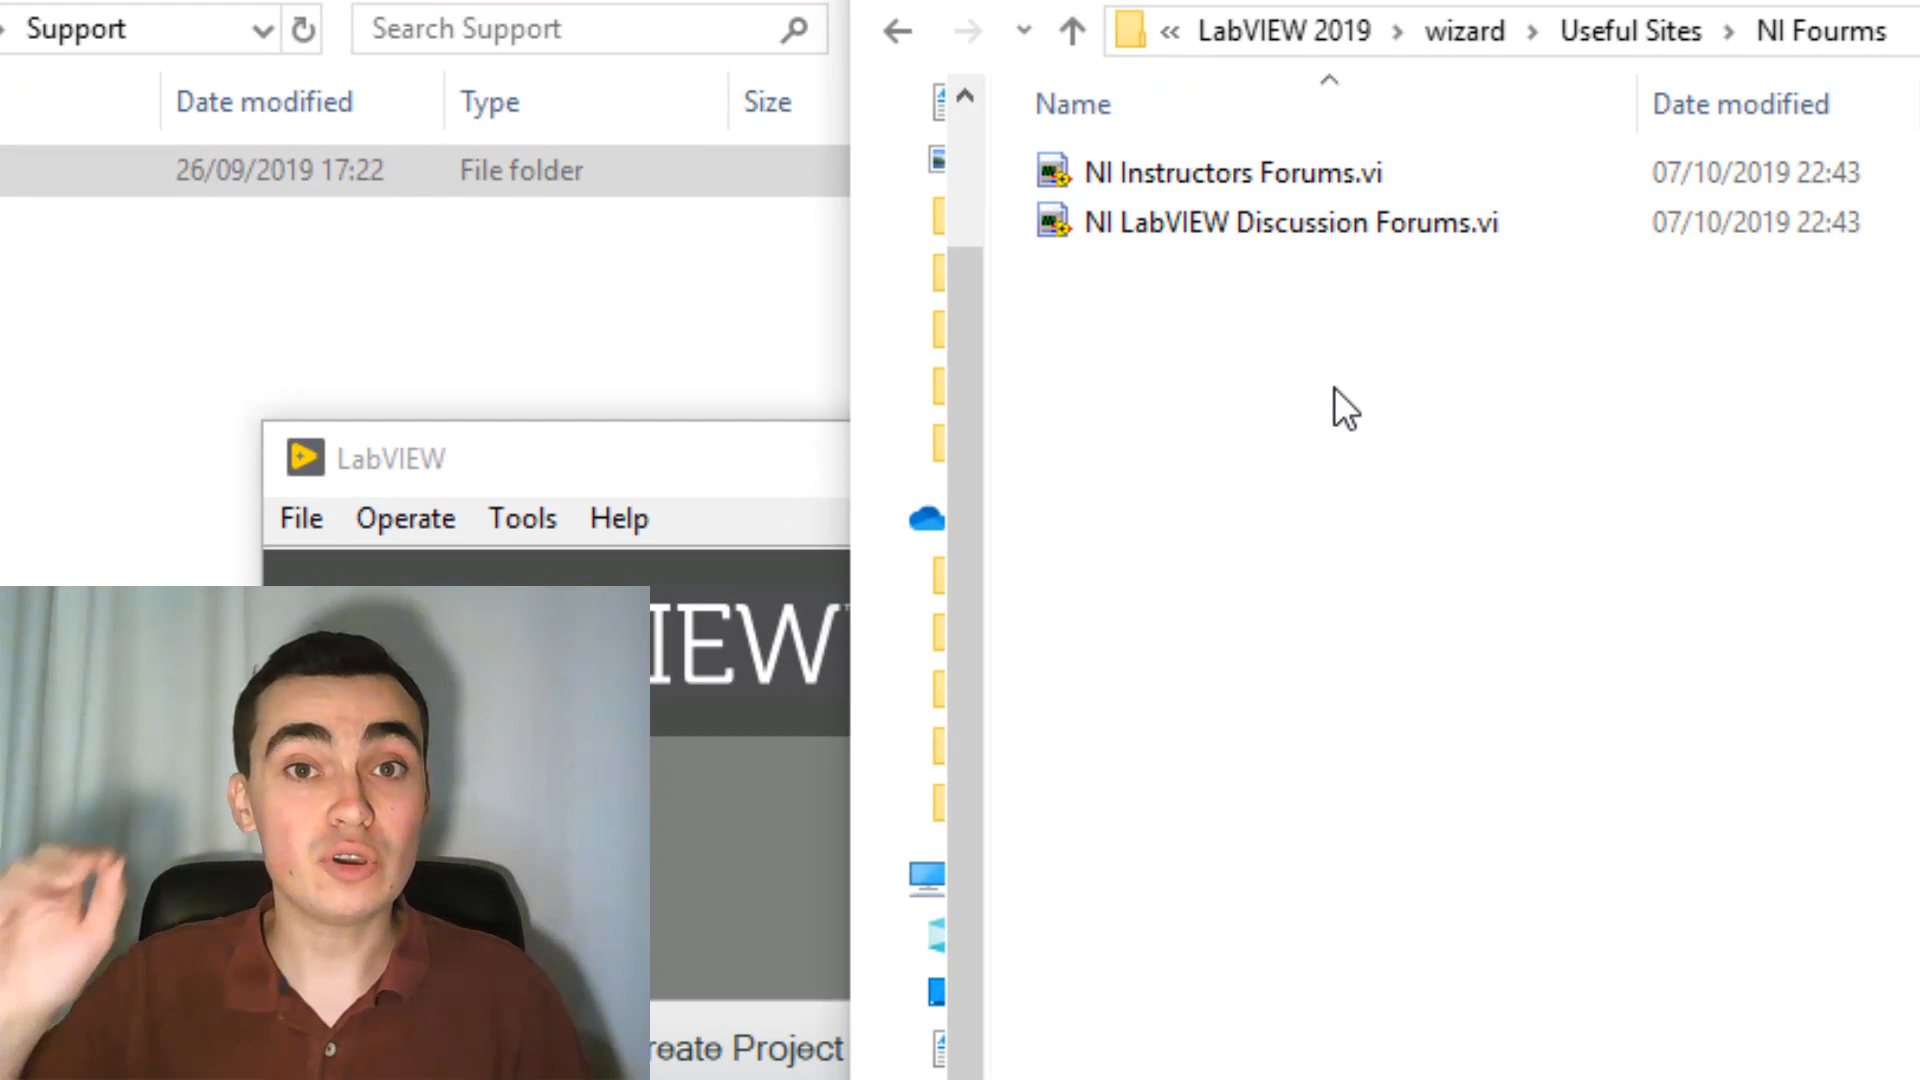 Support
Search Support
« LabVIEW 2019 > wizard > Useful Sites > NI Fourms
Date modified Type Size
Name Date modified
26/09/2019 17:22 File folder
NI Instructors Forums.vi 07/10/2019 22:43
NI LabVIEW Discussion Forums.vi 07/10/2019 22:43
LabVIEW
File Operate Tools Help
IEW
reate Project